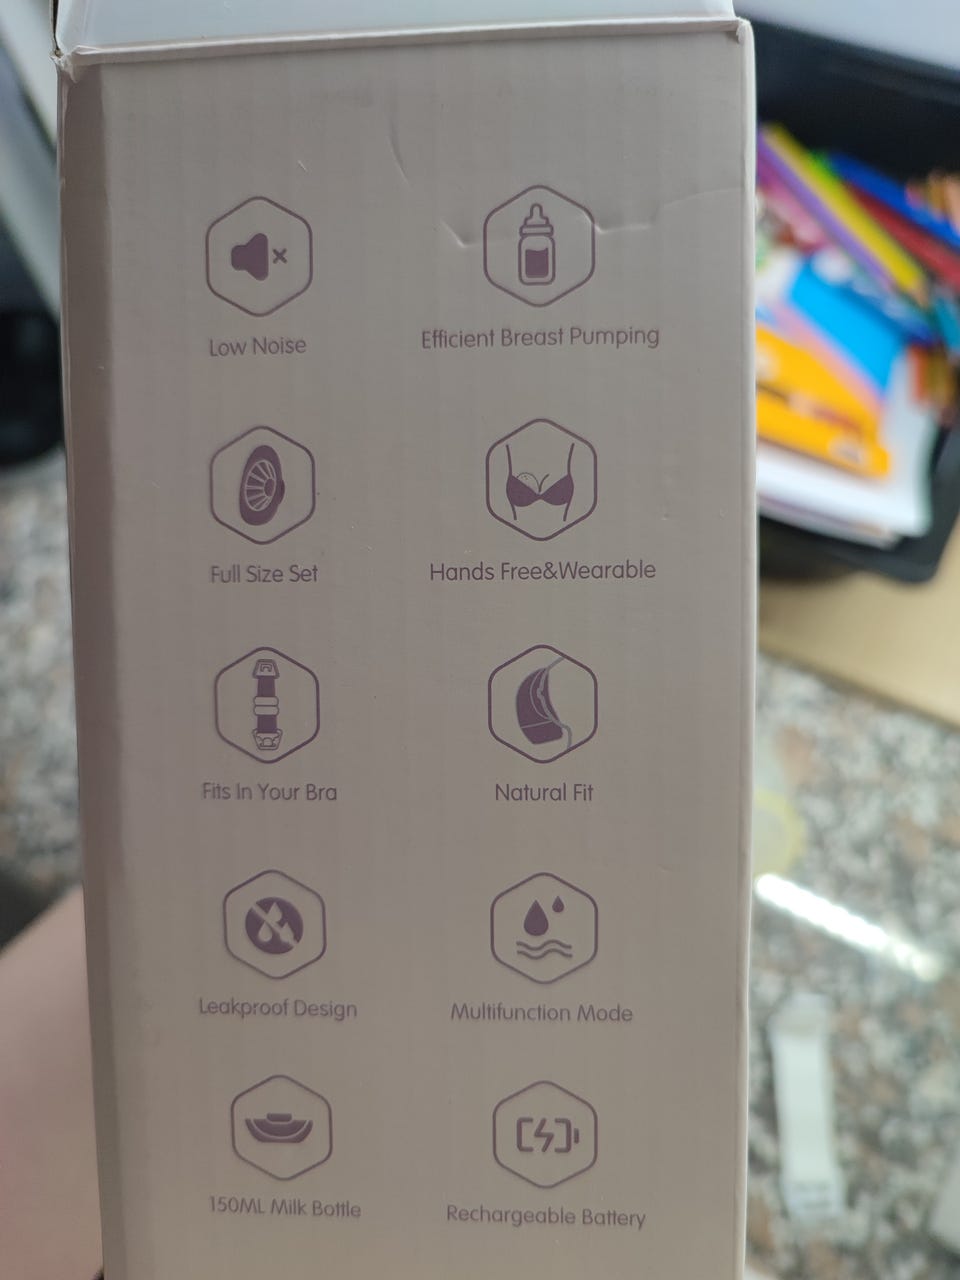 Low Noise
Efficient Breast Pumping
Full Size Set
Hands Free&Wearable
Fits In Your Bra
Natural Fit
Leakproof Design
Multifunction Mode
150ML Milk Bottle
Rechargeable Battery